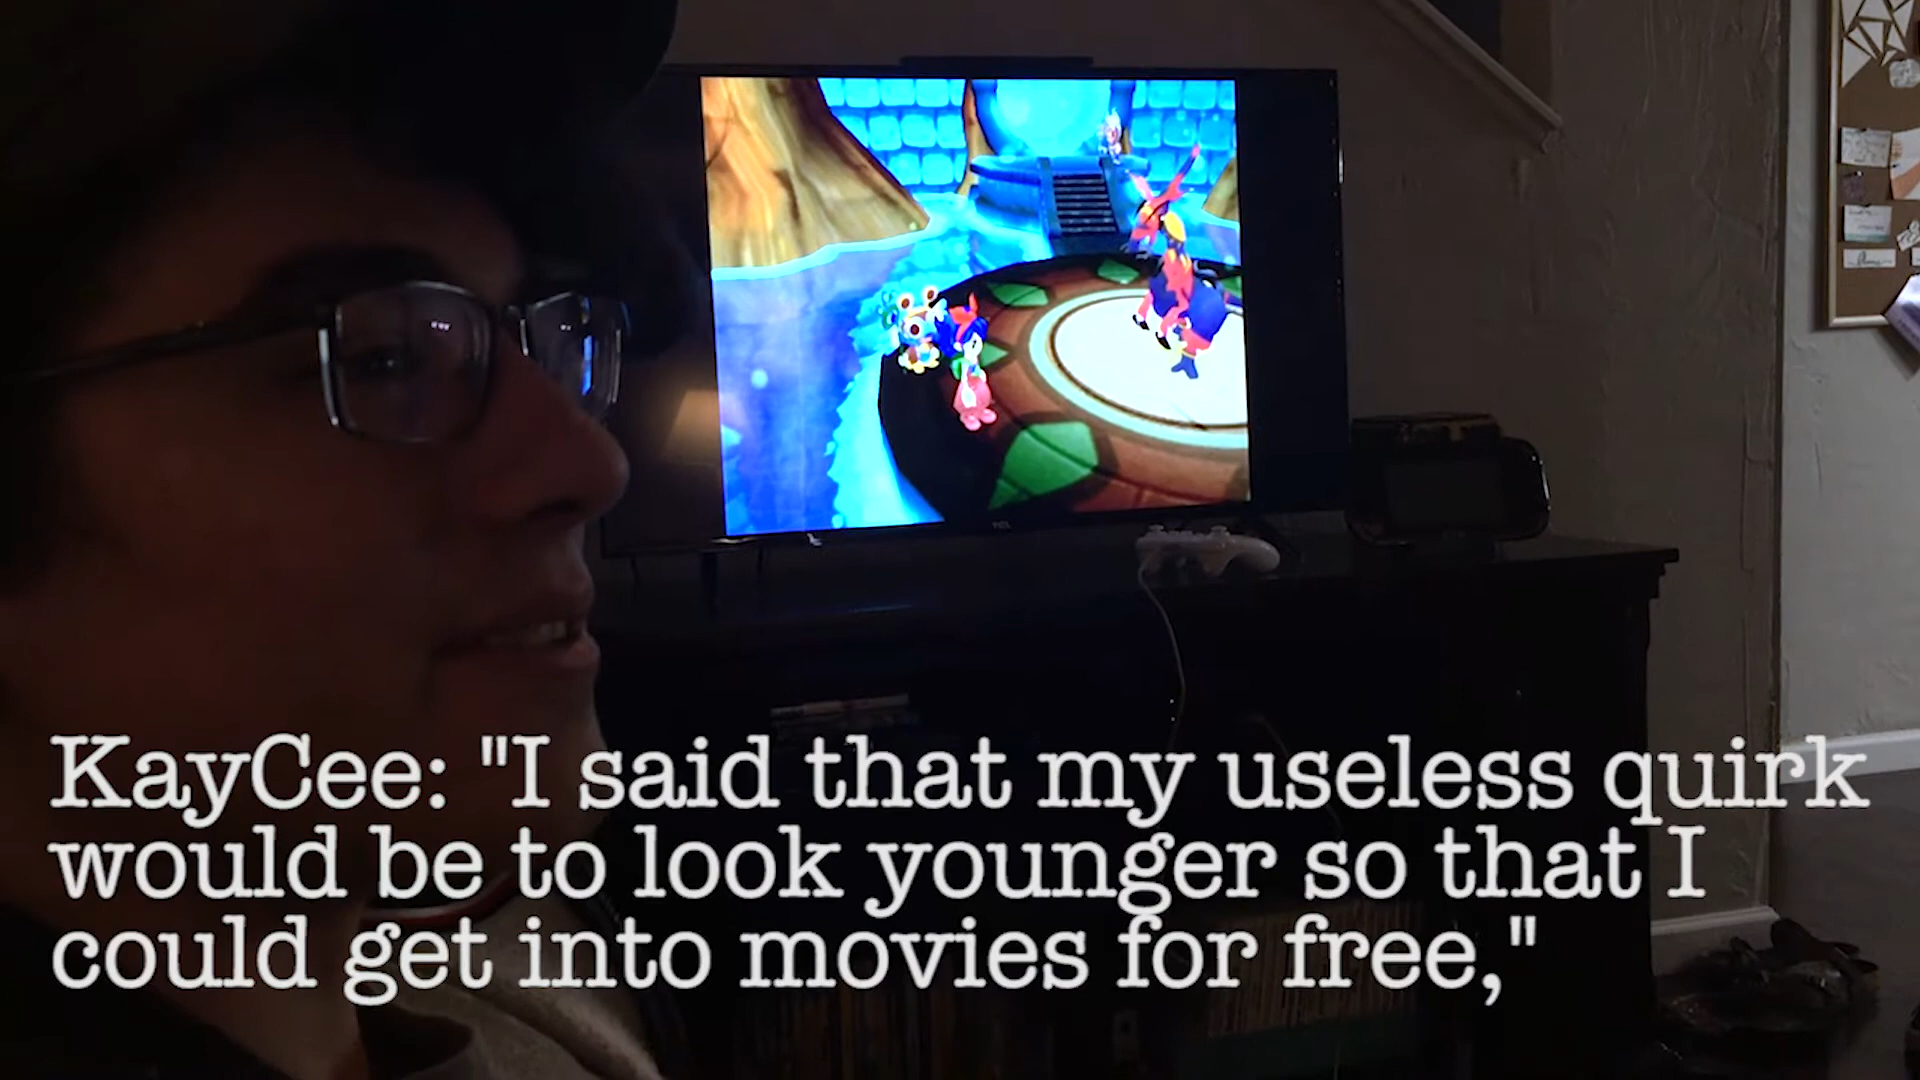 KayCee: "I said that my useless quirk
would be to look younger so that I
could get into movies for free,"